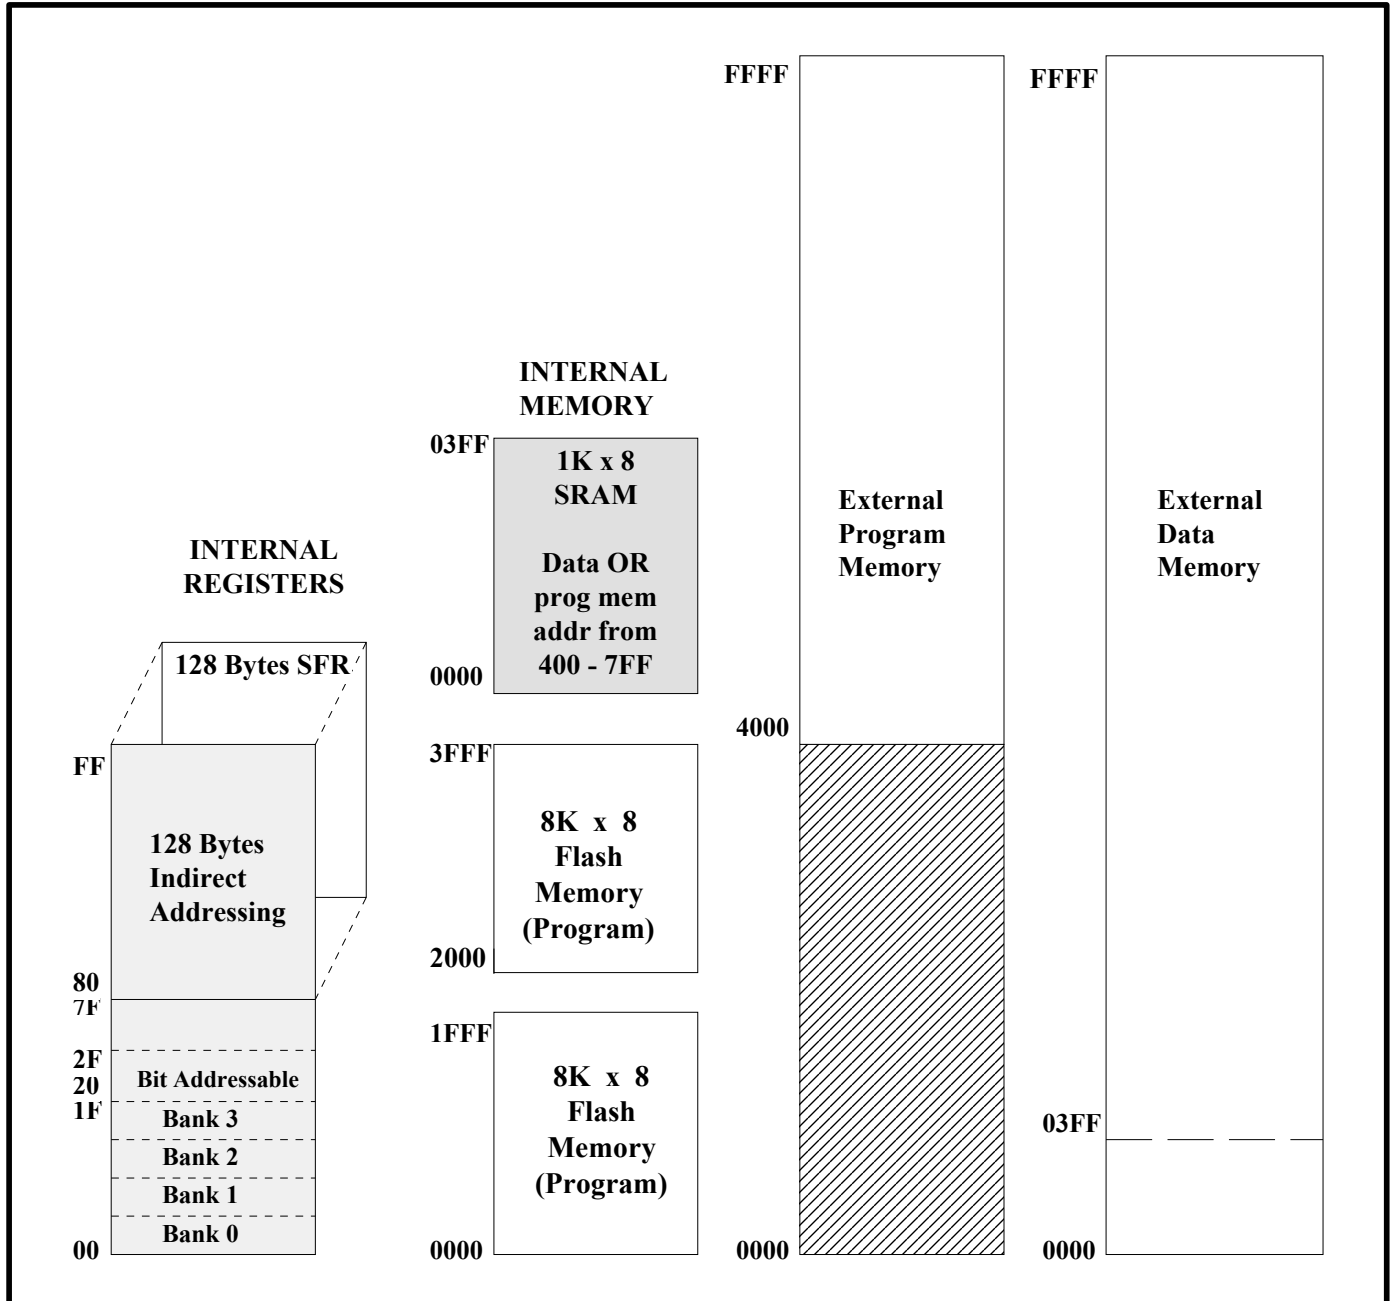 INTERNAL
REGISTERS
128 Bytes SFR
FF
128 Bytes
Indirect
Addressing
80
7F
2F
20
Bit Addressable
1F
Bank 3
Bank 2
Bank 1
Bank 0
00
INTERNAL
MEMORY
03FF
1K x 8
SRAM
Data OR
prog mem
addr from
400 - 7FF
0000
3FFF
8K x 8
Flash
Memory
(Program)
2000
1FFF
8K x 8
Flash
Memory
(Program)
0000
FFFF
External
Program
Memory
4000
0000
FFFF
External
Data
Memory
03FF
0000